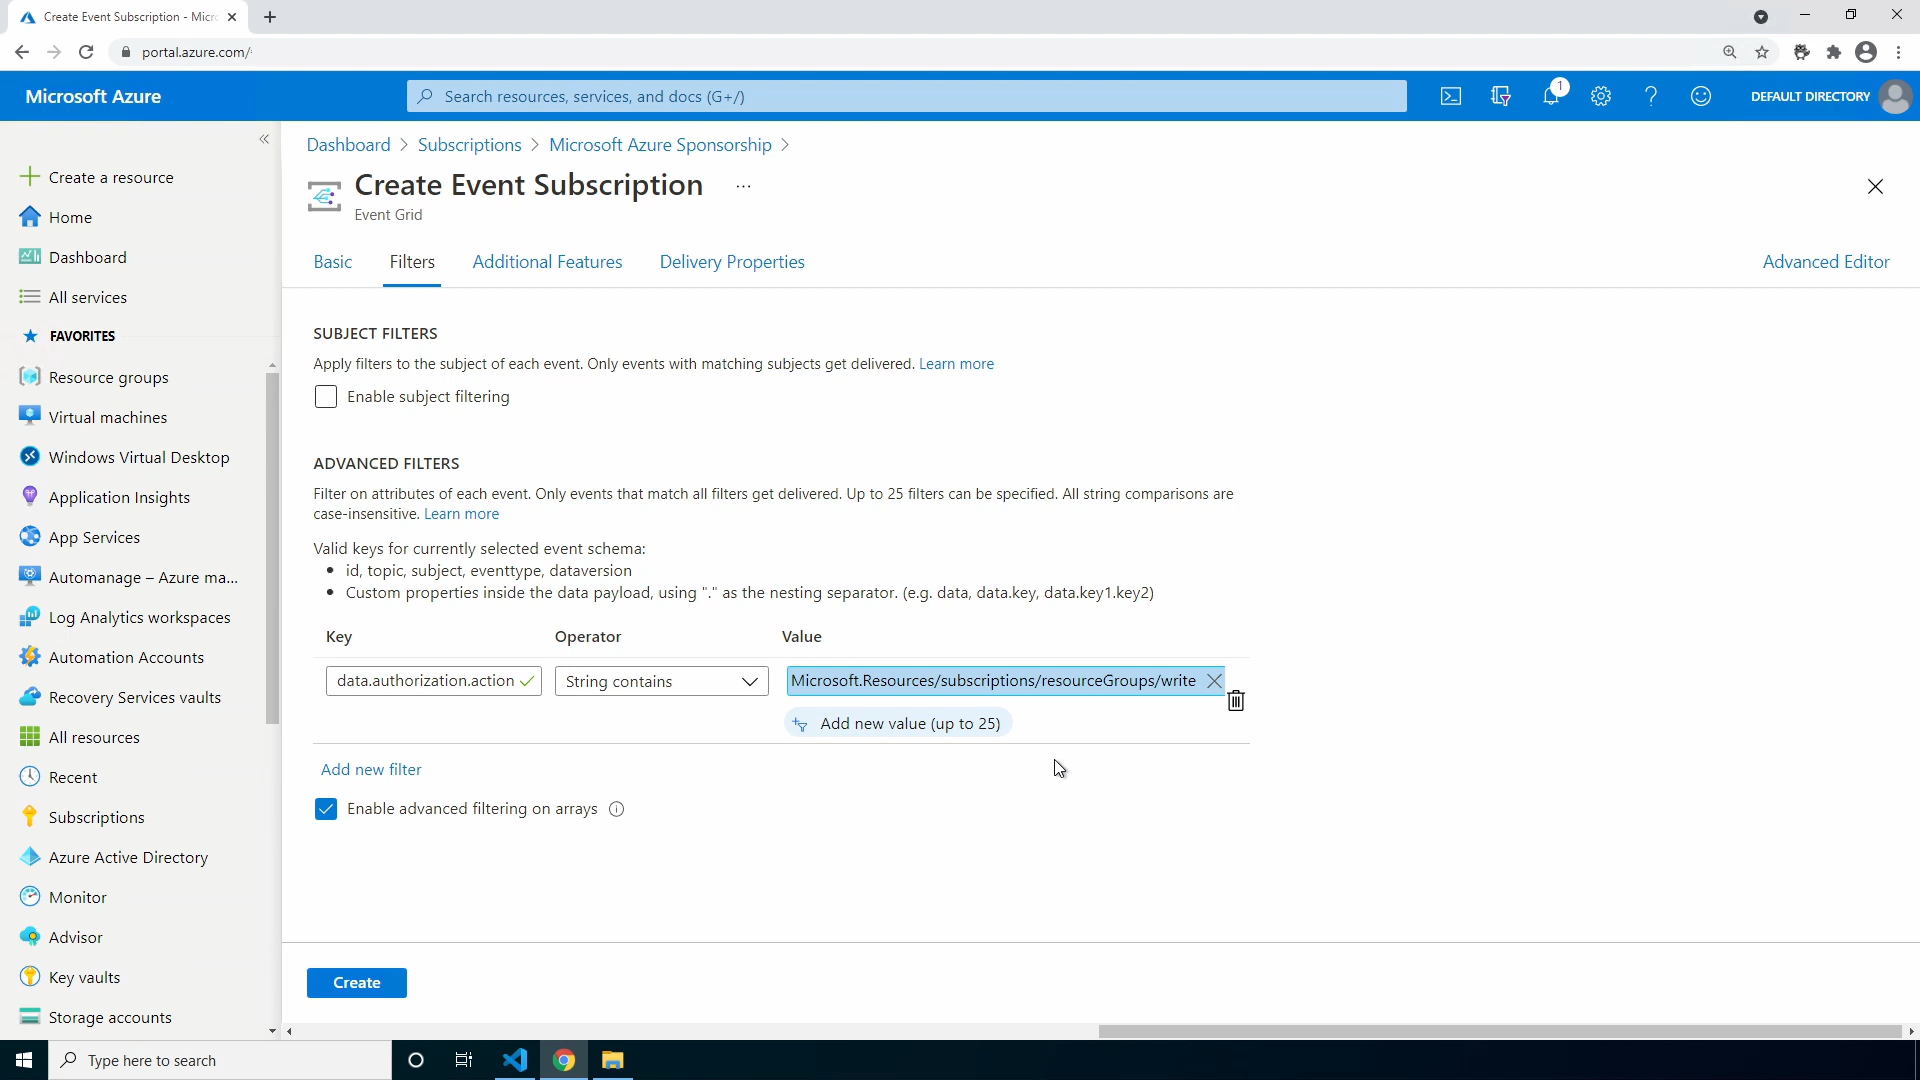 Create Event Subscription - Micr
portal.azure.com/
Microsoft Azure
Search resources, services, and docs (G+/)
1
DEFAULT DIRECTORY
Dashboard > Subscriptions > Microsoft Azure Sponsorship >
Create Event Subscription ...
Event Grid
Basic
Filters
Additional Features
Delivery Properties
Advanced Editor
Create a resource
Home
Dashboard
All services
FAVORITES
Resource groups
Virtual machines
Windows Virtual Desktop
Application Insights
App Services
Automanage – Azure ma...
Log Analytics workspaces
Automation Accounts
Recovery Services vaults
All resources
Recent
Subscriptions
Azure Active Directory
Monitor
Advisor
Key vaults
Storage accounts
SUBJECT FILTERS
Apply filters to the subject of each event. Only events with matching subjects get delivered. Learn more
Enable subject filtering
ADVANCED FILTERS
Filter on attributes of each event. Only events that match all filters get delivered. Up to 25 filters can be specified. All string comparisons are
case-insensitive. Learn more
Valid keys for currently selected event schema:
• id, topic, subject, eventtype, dataversion
• Custom properties inside the data payload, using "." as the nesting separator. (e.g. data, data.key, data.key1.key2)
Key Operator Value
data.authorization.action String contains Microsoft.Resources/subscriptions/resourceGroups/write
Add new value (up to 25)
Add new filter
Enable advanced filtering on arrays
Create
Type here to search